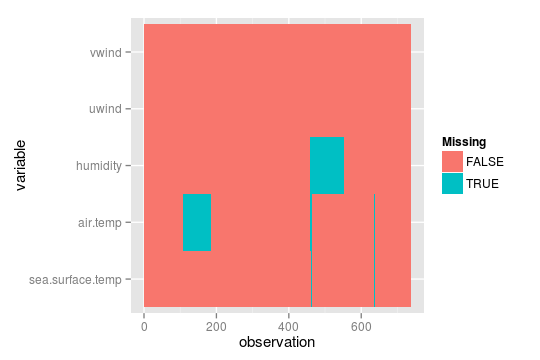 vwind
uwind
humidity
air.temp
sea.surface.temp
variable
0 200 400 600
observation
Missing
FALSE
TRUE